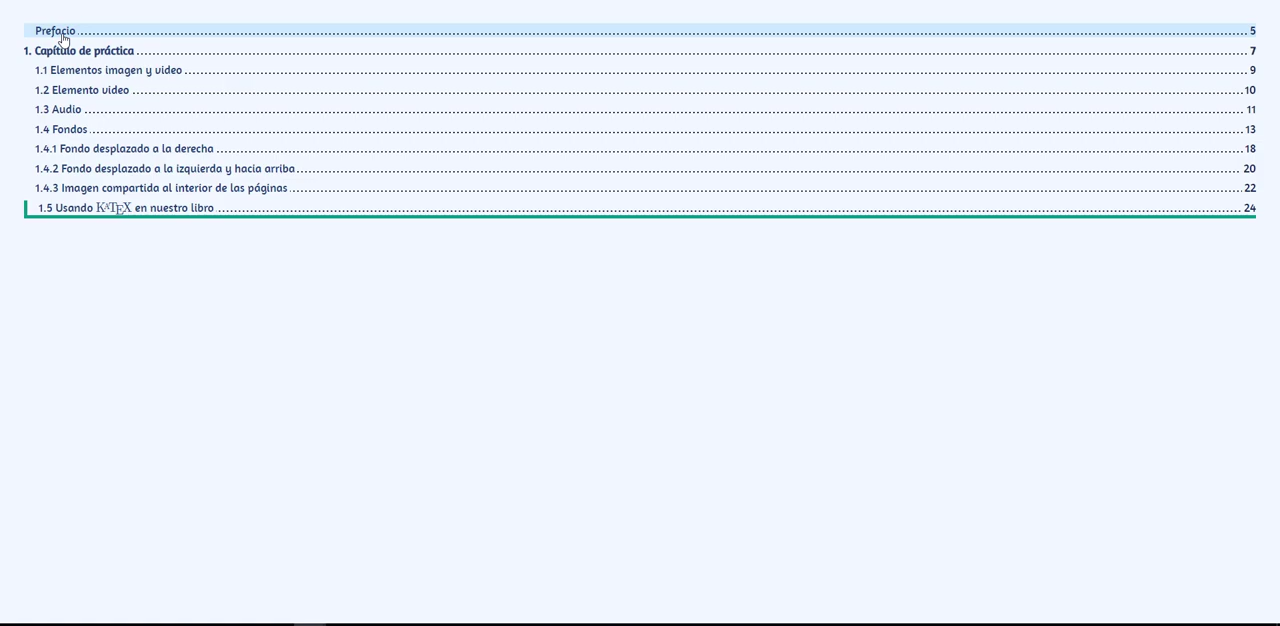 Prefacio ........ 5
1. Capítulo de práctica ........ 7
1.1 Elementos imagen y video ........ 9
1.2 Elemento video ........ 10
1.3 Audio ........ 11
1.4 Fondos ........ 13
1.4.1 Fondo desplazado a la derecha ........ 18
1.4.2 Fondo desplazado a la izquierda y hacia arriba ........ 20
1.4.3 Imagen compartida al interior de las páginas ........ 22
1.5 Usando KATEX en nuestro libro ........ 24